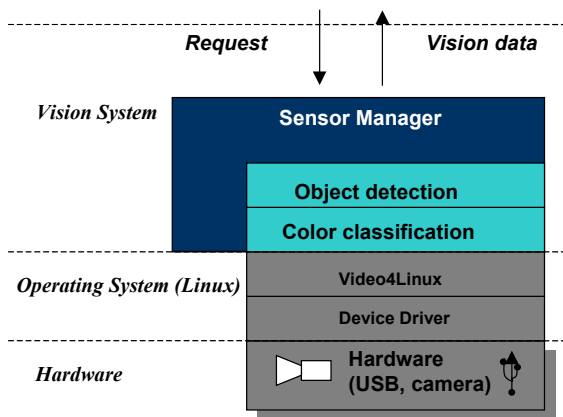 Request
Vision data
Vision System
Sensor Manager
Object detection
Color classification
Operating System (Linux)
Video4Linux
Device Driver
Hardware
Hardware
(USB, camera)